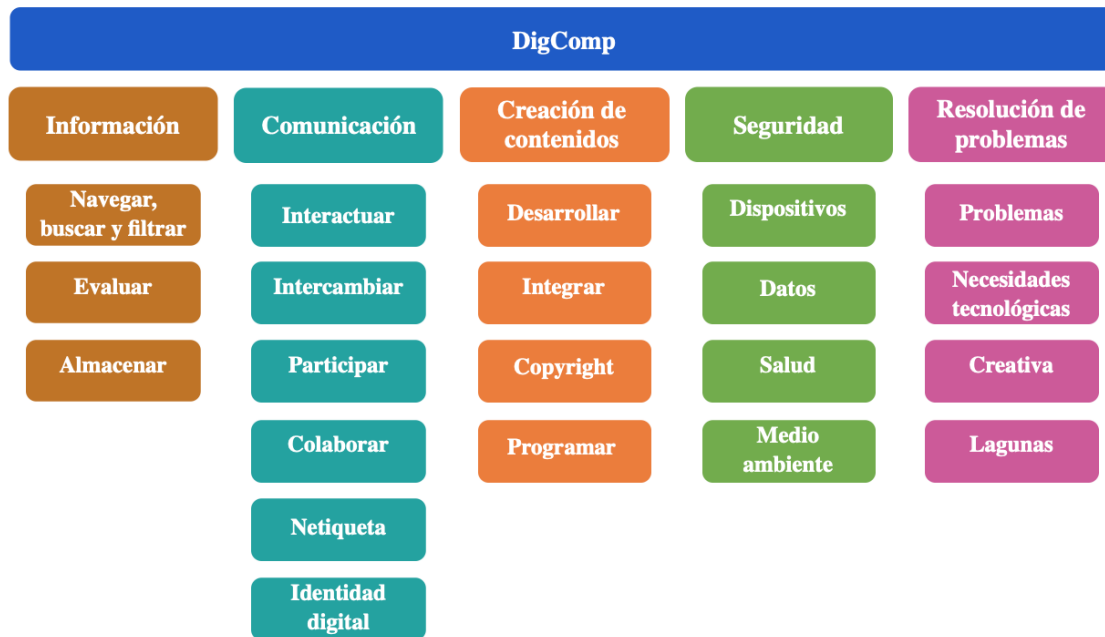 DigComp
Información
Navegar,
buscar y filtrar
Evaluar
Almacenar
Comunicación
Interactuar
Intercambiar
Participar
Colaborar
Netiqueta
Identidad
digital
Creación de
contenidos
Desarrollar
Integrar
Copyright
Programar
Seguridad
Dispositivos
Datos
Salud
Medio
ambiente
Resolución de
problemas
Problemas
Necesidades
tecnológicas
Creativa
Lagunas